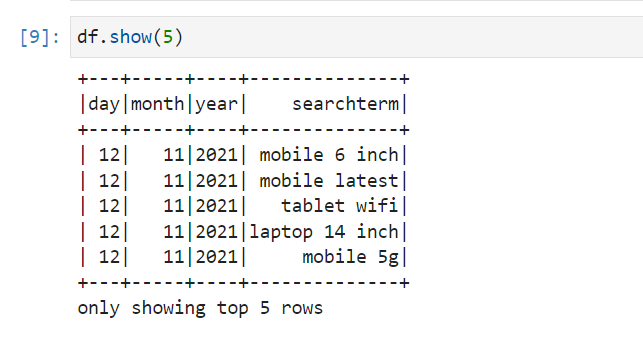 [9]: df.show(5)
+---+-----+----+--------------+
|day|month|year|    searchterm|
+---+-----+----+--------------+
| 12|   11|2021| mobile 6 inch|
| 12|   11|2021| mobile latest|
| 12|   11|2021|   tablet wifi|
| 12|   11|2021|laptop 14 inch|
| 12|   11|2021|     mobile 5g|
+---+-----+----+--------------+
only showing top 5 rows